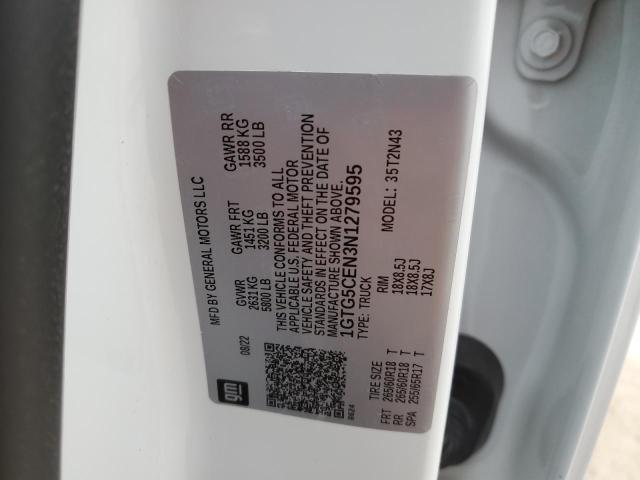 MFD BY GENERAL MOTORS LLC
08/22
GVWR GAWR FRT GAWR RR
2631 KG 1451 KG 1588 KG
5800 LB 3200 LB 3500 LB
THIS VEHICLE CONFORMS TO ALL
APPLICABLE U.S. FEDERAL MOTOR
VEHICLE SAFETY AND THEFT PREVENTION
STANDARDS IN EFFECT ON THE DATE OF
MANUFACTURE SHOWN ABOVE.
1GTG5CEN3N1279595
TYPE: TRUCK MODEL: 35T2N43
TIRE SIZE RIM
FRT 265/60R18 T 18X8.5J
RR 265/60R18 T 18X8.5J
SPA 255/65R17 T 17X8J
gm